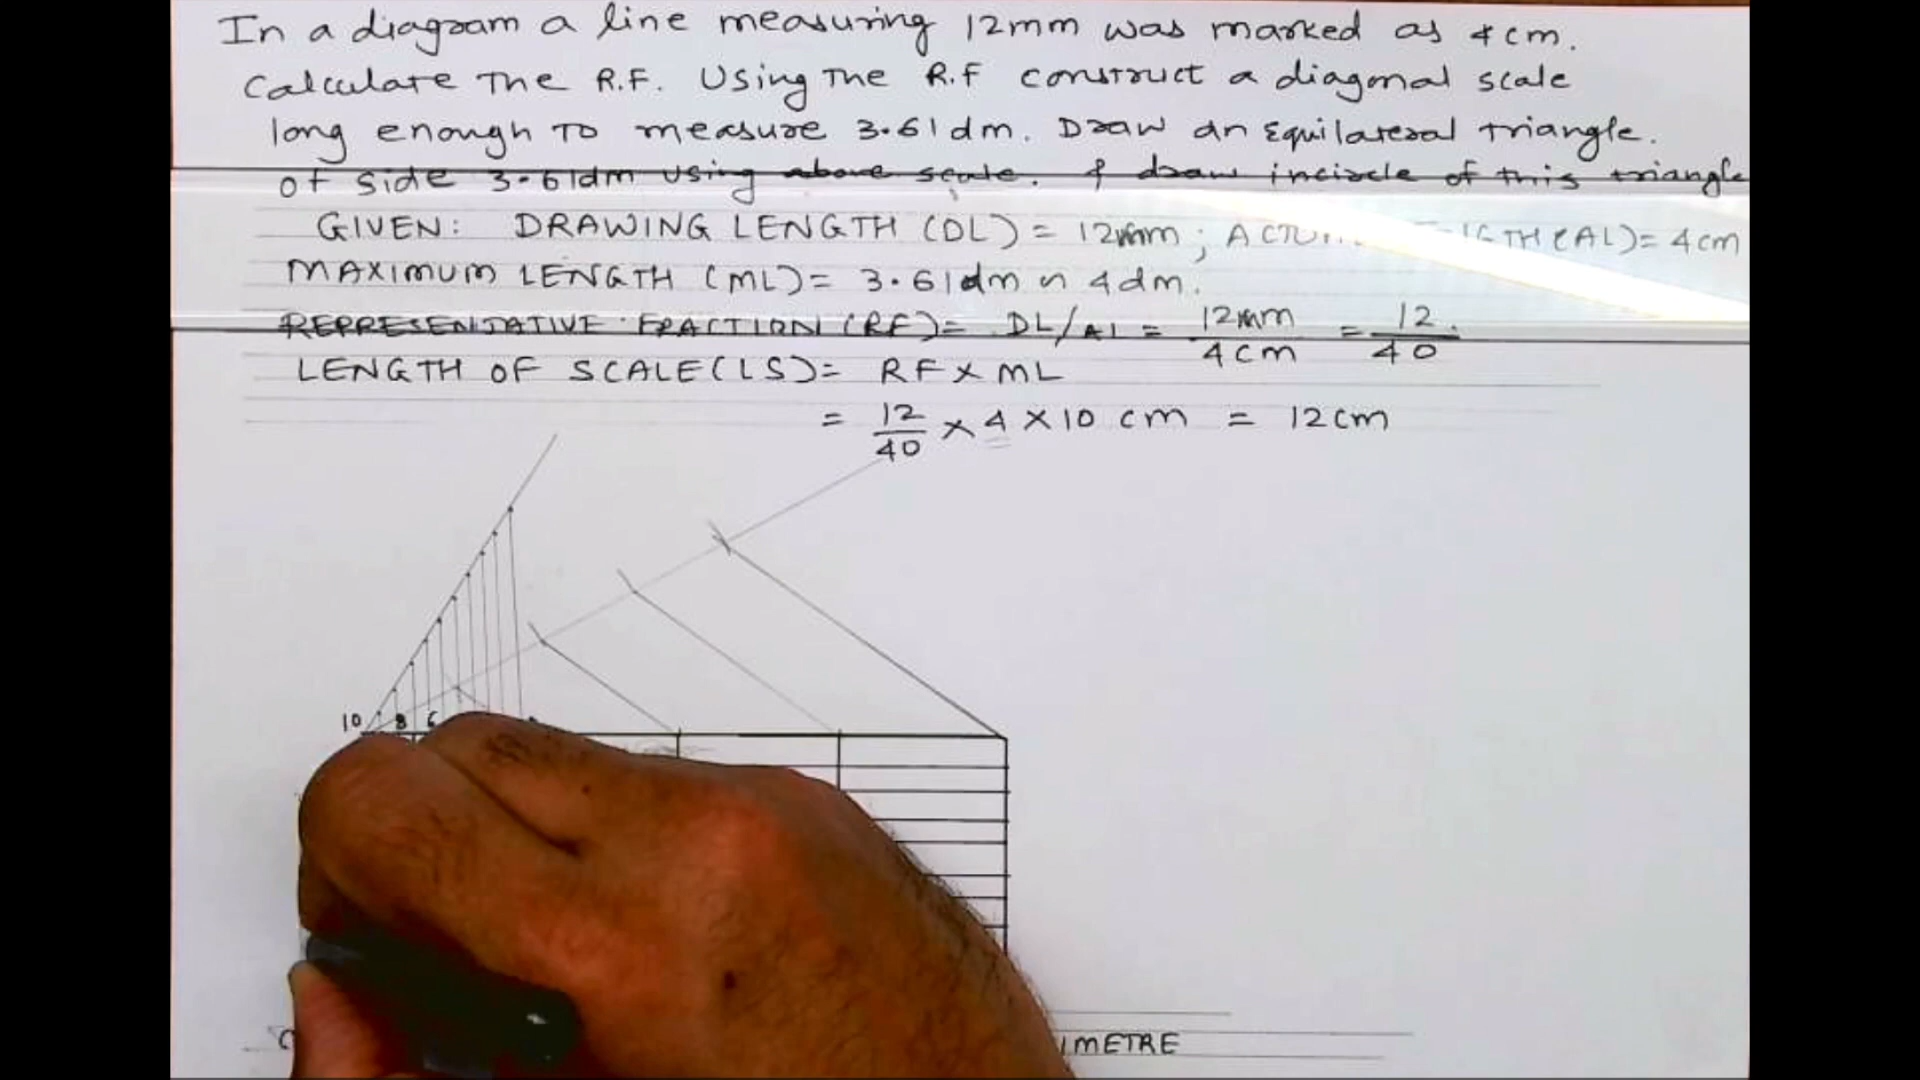 In a diagram a line measuring 12mm was marked as 4cm.
Calculate The R.F. Using The R.F construct a diagonal scale
long enough TO measure 3.61dm. Draw an Equilateral triangle.
of side 3.61dm using above scale. & draw incircle of this triangle
GIVEN: DRAWING LENGTH (DL) = 12mm; (AL)= 4cm
MAXIMUM LENGTH (ML)= 3.61dm ∽ 4dm.
REPRESENTATIVE FRACTION (RF)= DL/AL = 12mm/4cm = 12/40.
LENGTH OF SCALE(LS)= RF X ML
= 12/40 X 4 X 10 cm = 12cm
10 8 6
IMETRE